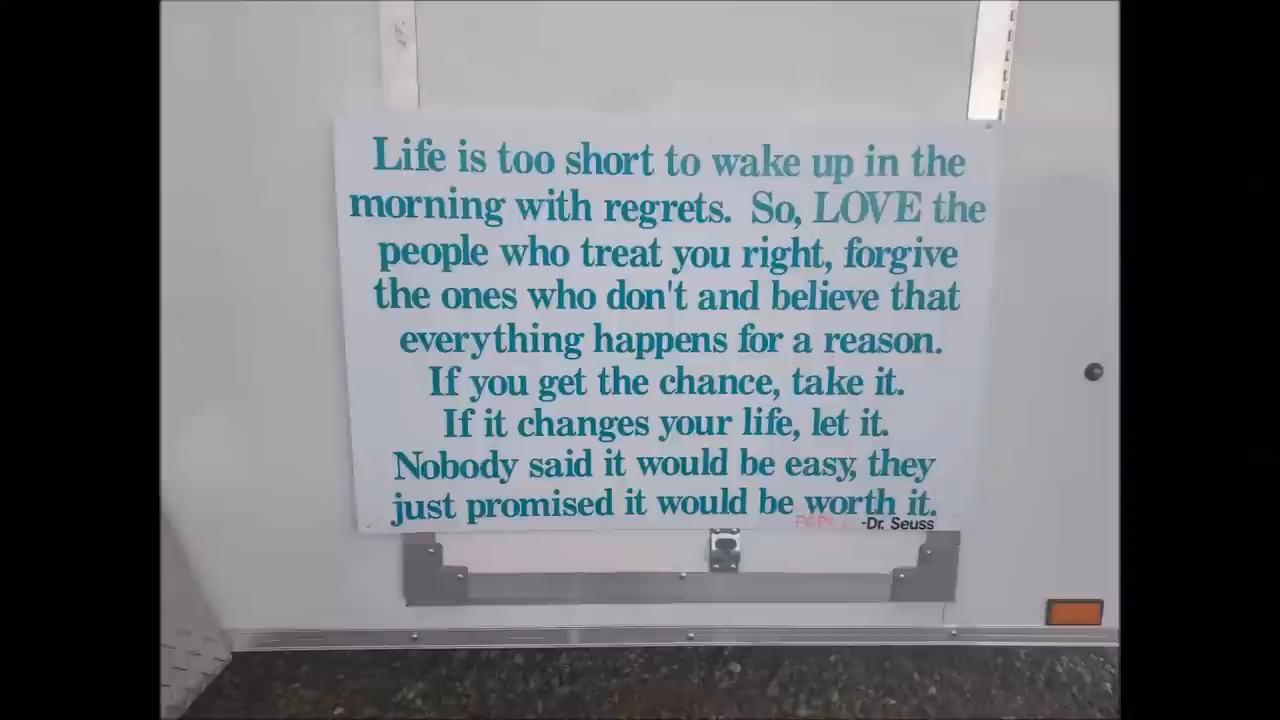 Life is too short to wake up in the
morning with regrets. So, LOVE the
people who treat you right, forgive
the ones who don't and believe that
everything happens for a reason.
If you get the chance, take it.
If it changes your life, let it.
Nobody said it would be easy, they
just promised it would be worth it.
-Dr. Seuss